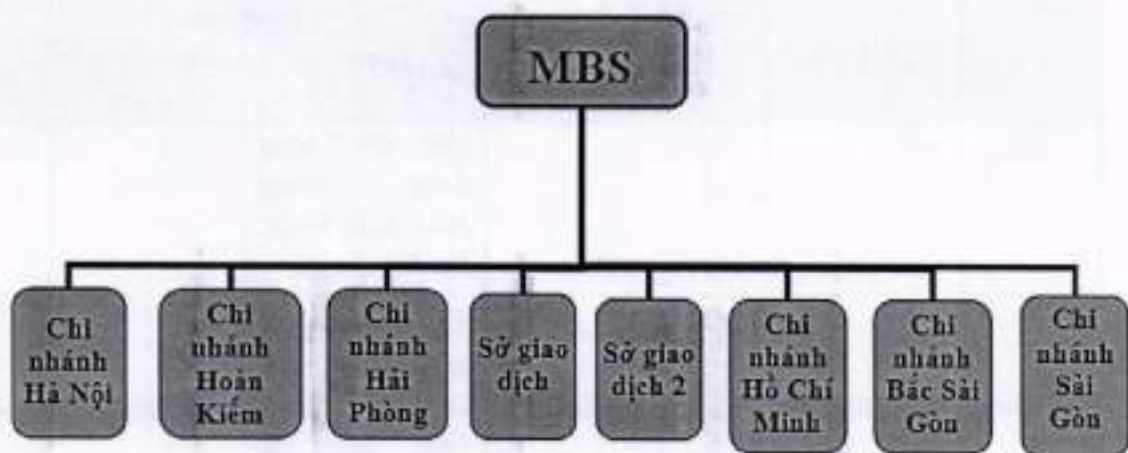 MBS
Chi
nhánh
Hà Nội
Chi
nhánh
Hoàn
Kiếm
Chi
nhánh
Hải
Phòng
Sở giao
dịch
Sở giao
dịch 2
Chi
nhánh
Hồ Chí
Minh
Chi
nhánh
Bắc Sài
Gòn
Chi
nhánh
Sài
Gòn